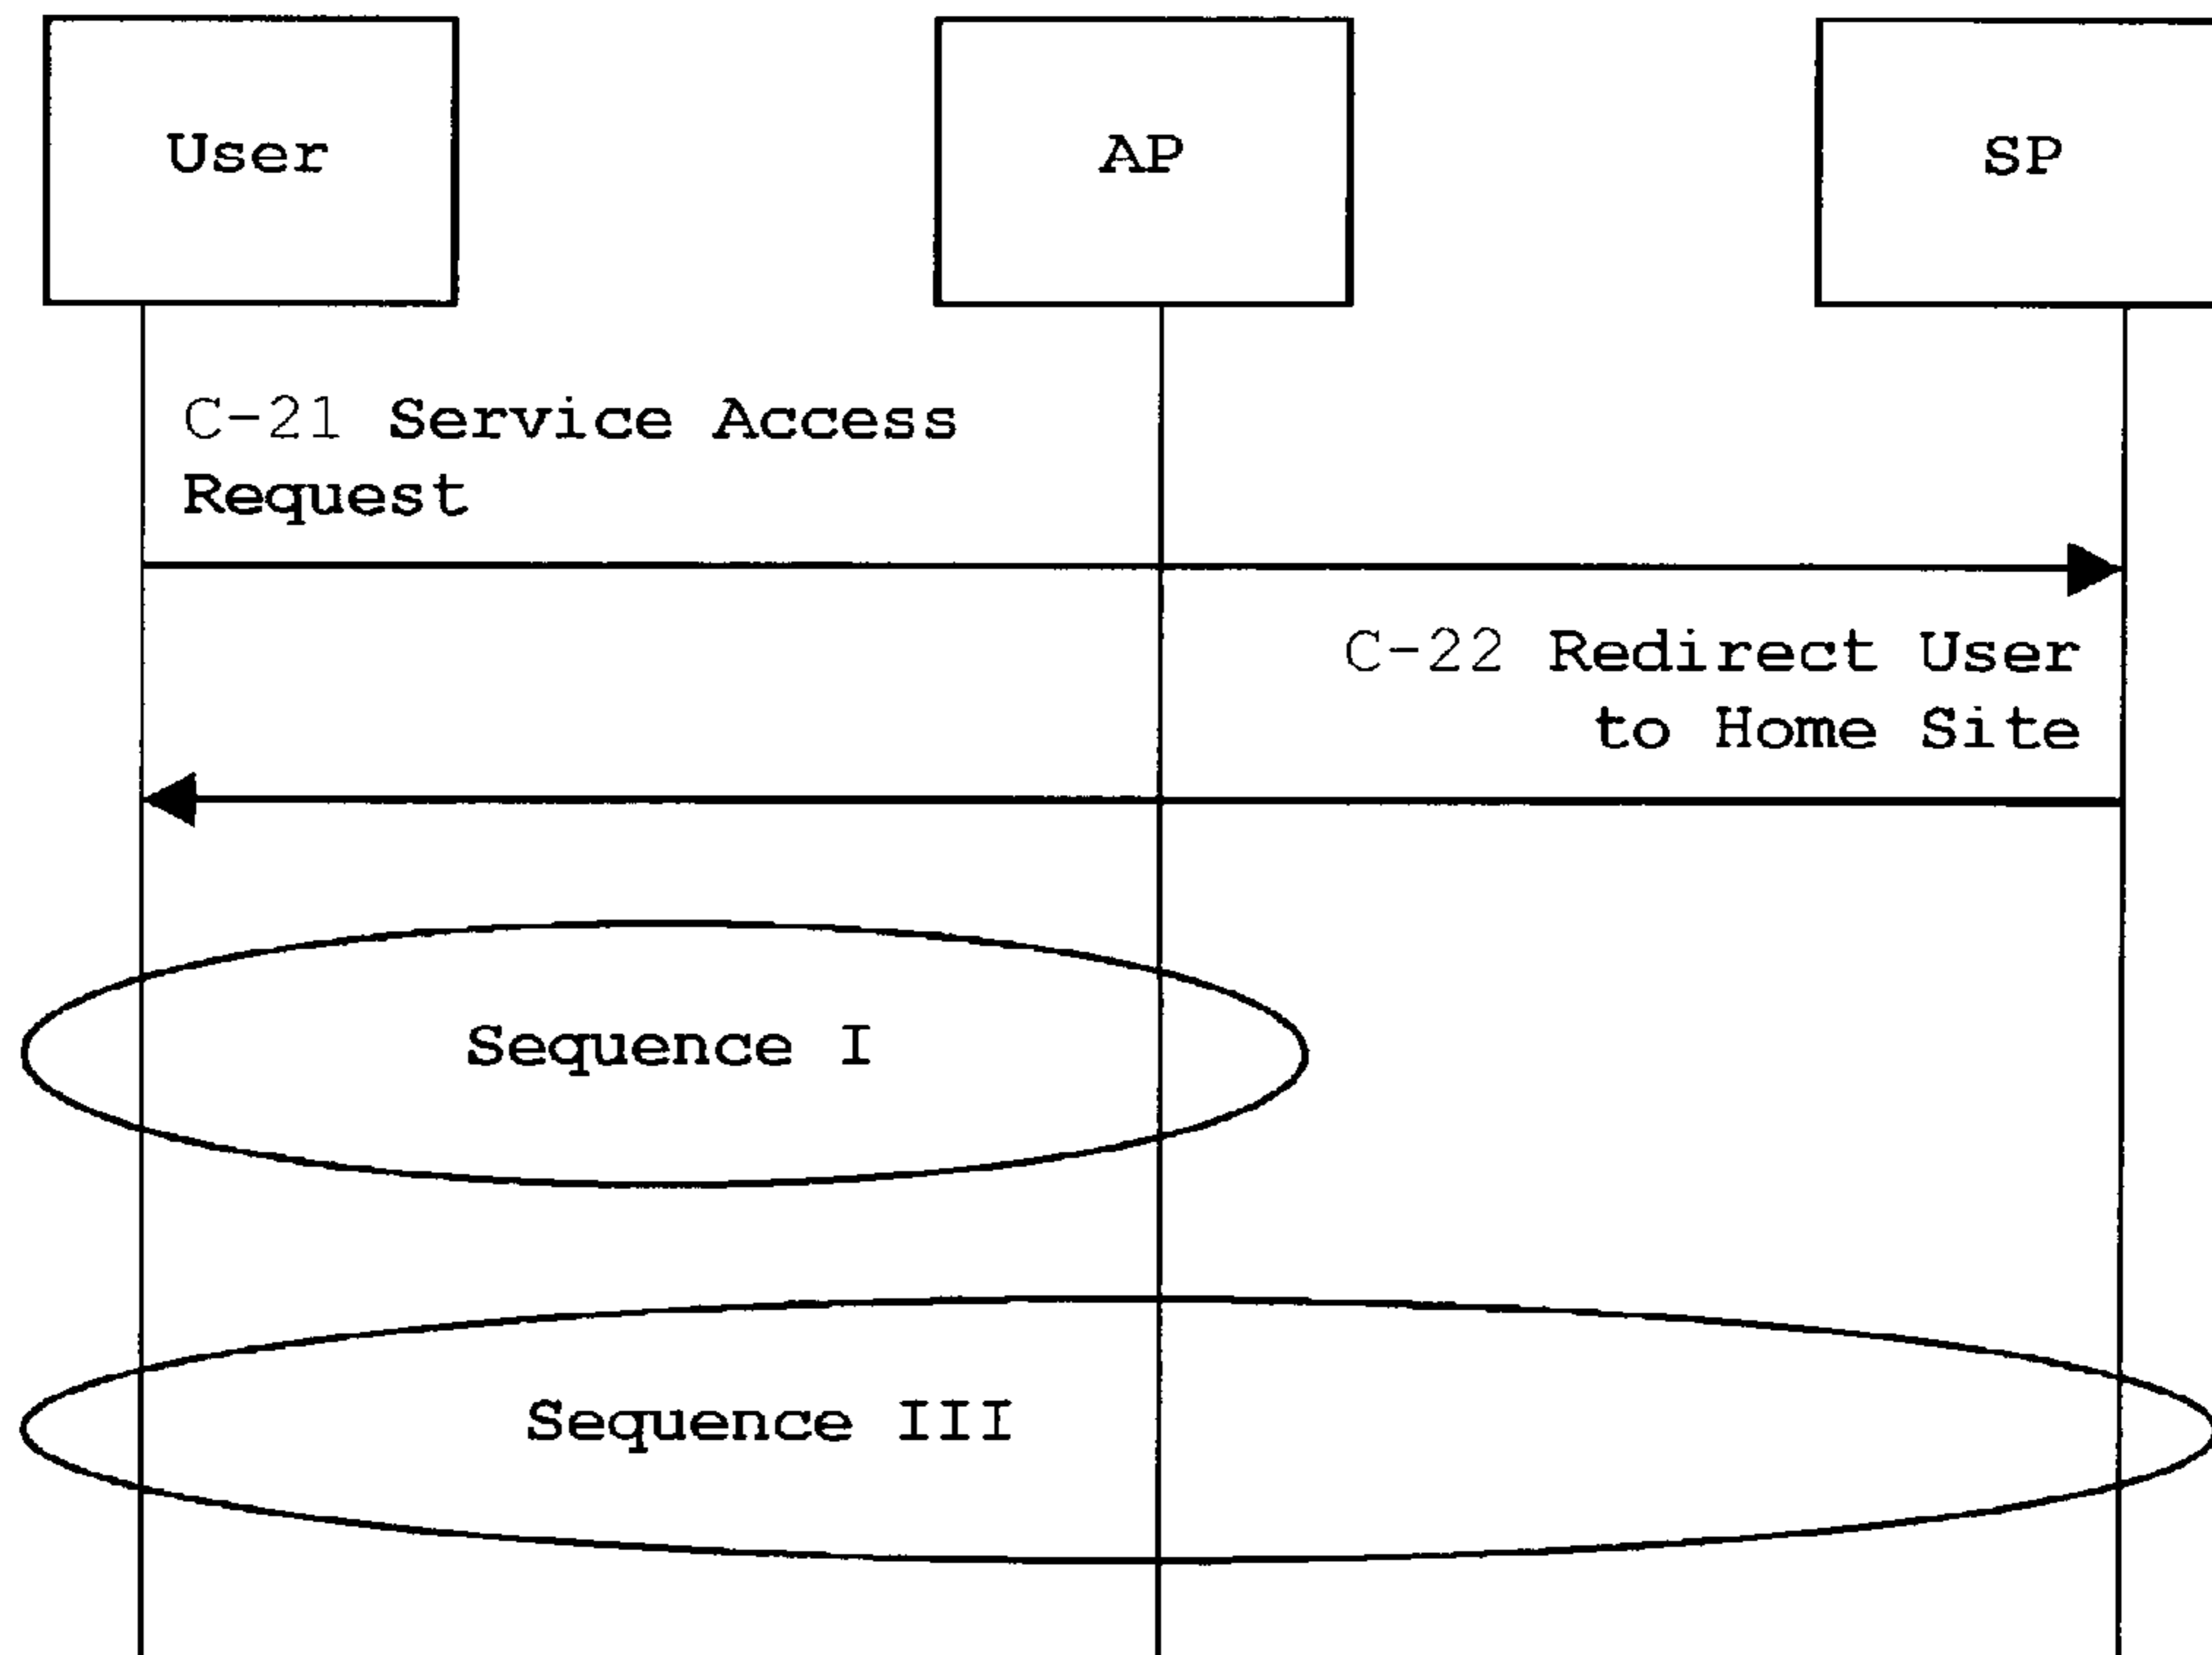 User
AP
SP
C-21 Service Access
Request
C-22 Redirect User
to Home Site
Sequence I
Sequence III